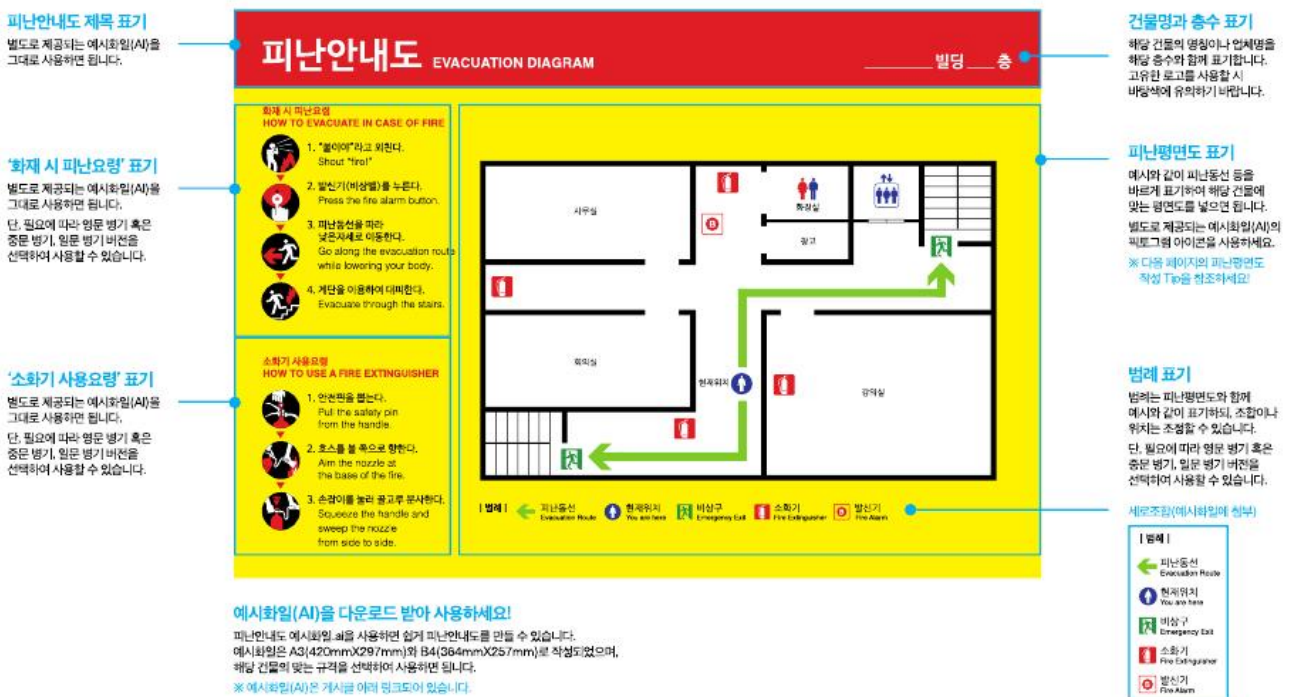 피난안내도 제목 표기
별도로 제공되는 예시화일(AI)을
그대로 사용하면 됩니다.
'화재 시 피난요령' 표기
별도로 제공되는 예시화일(AI)을
그대로 사용하면 됩니다.
단, 필요에 따라 영문 병기 혹은
중문 병기, 일문 병기 버전을
선택하여 사용할 수 있습니다.
'소화기 사용요령' 표기
별도로 제공되는 예시화일(AI)을
그대로 사용하면 됩니다.
단, 필요에 따라 영문 병기 혹은
중문 병기, 일문 병기 버전을
선택하여 사용할 수 있습니다.
피난안내도 EVACUATION DIAGRAM
빌딩 층
화재 시 피난요령
HOW TO EVACUATE IN CASE OF FIRE
1. "불이야"라고 외친다.
Shout "fire!"
2. 발신기(비상벨)를 누른다.
Press the fire alarm button.
3. 피난동선을 따라
낮은자세로 이동한다.
Go along the evacuation route
while lowering your body.
4. 계단을 이용하여 대피한다.
Evacuate through the stairs.
소화기 사용요령
HOW TO USE A FIRE EXTINGUISHER
1. 안전핀을 뽑는다.
Pull the safety pin
from the handle.
2. 호스를 불 쪽으로 향한다.
Aim the nozzle at
the base of the fire.
3. 손잡이를 눌러 골고루 분사한다.
Squeeze the handle and
sweep the nozzle
from side to side.
사무실
화장실
창고
회의실
현재위치
강의실
| 범례 |
피난동선
Evacuation Route
현재위치
You are here
비상구
Emergency Exit
소화기
Fire Extinguisher
발신기
Fire Alarm
건물명과 층수 표기
해당 건물의 명칭이나 업체명을
해당 층수와 함께 표기합니다.
고유한 로고를 사용할 시
바탕색에 유의하기 바랍니다.
피난평면도 표기
예시와 같이 피난동선 등을
바르게 표기하여 해당 건물에
맞는 평면도를 넣으면 됩니다.
별도로 제공되는 예시화일(AI)의
픽토그램 아이콘을 사용하세요.
※ 다음 페이지의 피난평면도
작성 Tip을 참조하세요!
범례 표기
범례는 피난평면도와 함께
예시와 같이 표기하되, 조합이나
위치는 조정할 수 있습니다.
단, 필요에 따라 영문 병기 혹은
중문 병기, 일문 병기 버전을
선택하여 사용할 수 있습니다.
세로조합(예시화일에 첨부)
| 범례 |
피난동선
Evacuation Route
현재위치
You are here
비상구
Emergency Exit
소화기
Fire Extinguisher
발신기
Fire Alarm
예시화일(AI)을 다운로드 받아 사용하세요!
피난안내도 예시화일.ai을 사용하면 쉽게 피난안내도를 만들 수 있습니다.
예시화일은 A3(420mmX297mm)와 B4(364mmX257mm)로 작성되었으며,
해당 건물의 맞는 규격을 선택하여 사용하면 됩니다.
※ 예시화일(AI)은 게시글 아래 링크되어 있습니다.